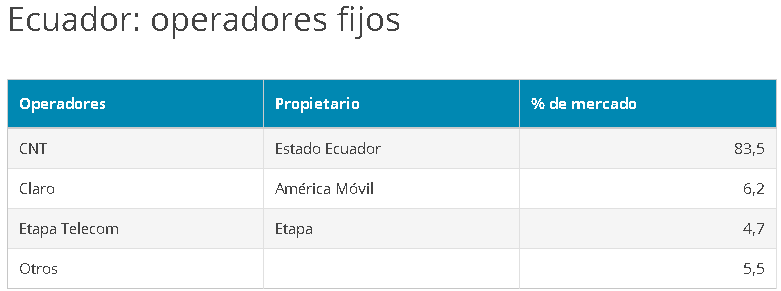 Ecuador: operadores fijos
Operadores Propietario % de mercado
CNT Estado Ecuador 83,5
Claro América Móvil 6,2
Etapa Telecom Etapa 4,7
Otros 5,5